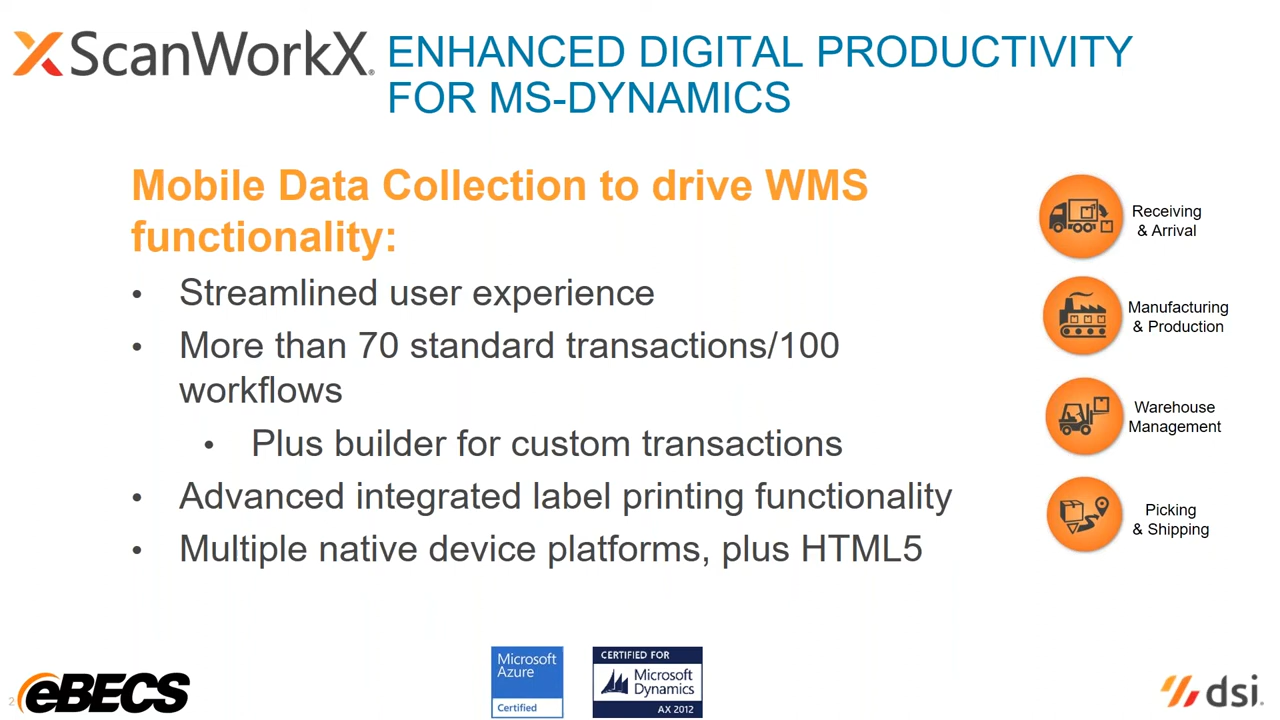 ScanWorkX®
ENHANCED DIGITAL PRODUCTIVITY
FOR MS-DYNAMICS
Mobile Data Collection to drive WMS
functionality:
• Streamlined user experience
• More than 70 standard transactions/100
workflows
• Plus builder for custom transactions
• Advanced integrated label printing functionality
• Multiple native device platforms, plus HTML5
Receiving
& Arrival
Manufacturing
& Production
Warehouse
Management
Picking
& Shipping
2
eBECS
Microsoft
Azure
Certified
CERTIFIED FOR
Microsoft
Dynamics
AX 2012
dsi